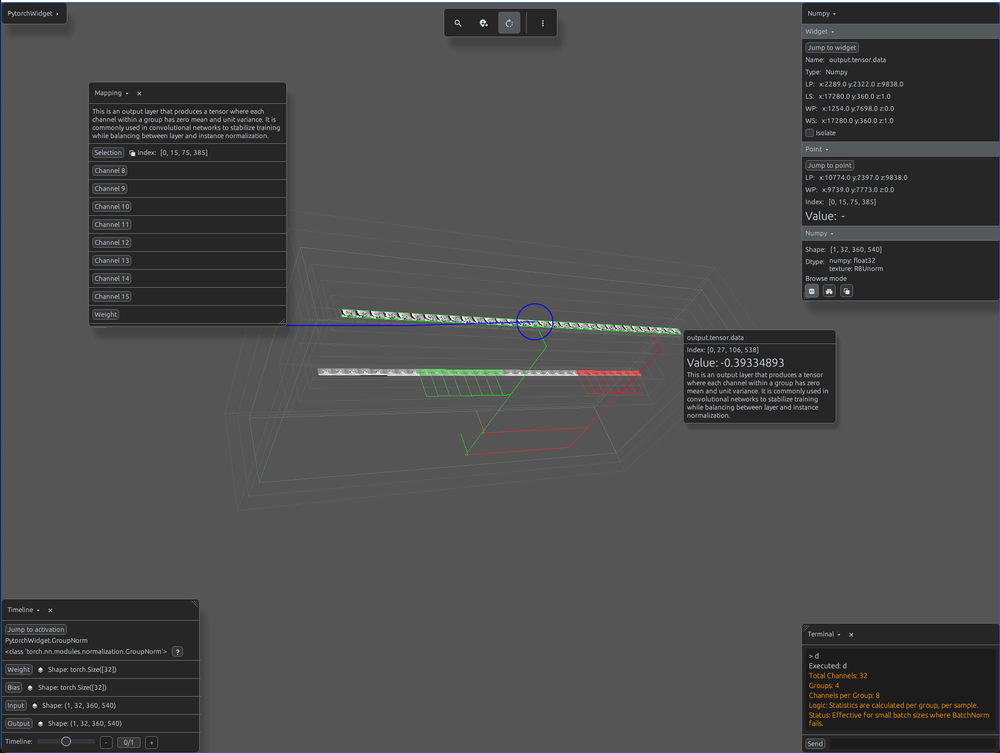 PytorchWidget
Numpy
Widget
Jump to widget
Name: output.tensor.data
Type: Numpy
LP: x:2289.0 y:2322.0 z:9838.0
LS: x:17280.0 y:360.0 z:1.0
WP: x:1254.0 y:7698.0 z:0.0
WS: x:17280.0 y:360.0 z:1.0
Isolate
Point
Jump to point
LP: x:10774.0 y:2397.0 z:9838.0
WP: x:9739.0 y:7773.0 z:0.0
Index: [0, 15, 75, 385]
Value: -
Numpy
Shape: [1, 32, 360, 540]
Dtype: numpy: float32
texture: R8Unorm
Browse mode
Mapping
This is an output layer that produces a tensor where each
channel within a group has zero mean and unit variance. It is
commonly used in convolutional networks to stabilize training
while balancing between layer and instance normalization.
Selection Index: [0, 15, 75, 385]
Channel 8
Channel 9
Channel 10
Channel 11
Channel 12
Channel 13
Channel 14
Channel 15
Weight
output.tensor.data
Index: [0, 27, 106, 538]
Value: -0.39334893
This is an output layer that produces a tensor
where each channel within a group has zero
mean and unit variance. It is commonly used in
convolutional networks to stabilize training
while balancing between layer and instance
normalization.
Timeline
Jump to activation
PytorchWidget.GroupNorm
<class 'torch.nn.modules.normalization.GroupNorm'> ?
Weight Shape: torch.Size([32])
Bias Shape: torch.Size([32])
Input Shape: (1, 32, 360, 540)
Output Shape: (1, 32, 360, 540)
Timeline: - 0/1 +
Terminal
> d
Executed: d
Total Channels: 32
Groups: 4
Channels per Group: 8
Logic: Statistics are calculated per group, per sample.
Status: Effective for small batch sizes where BatchNorm
fails.
Send